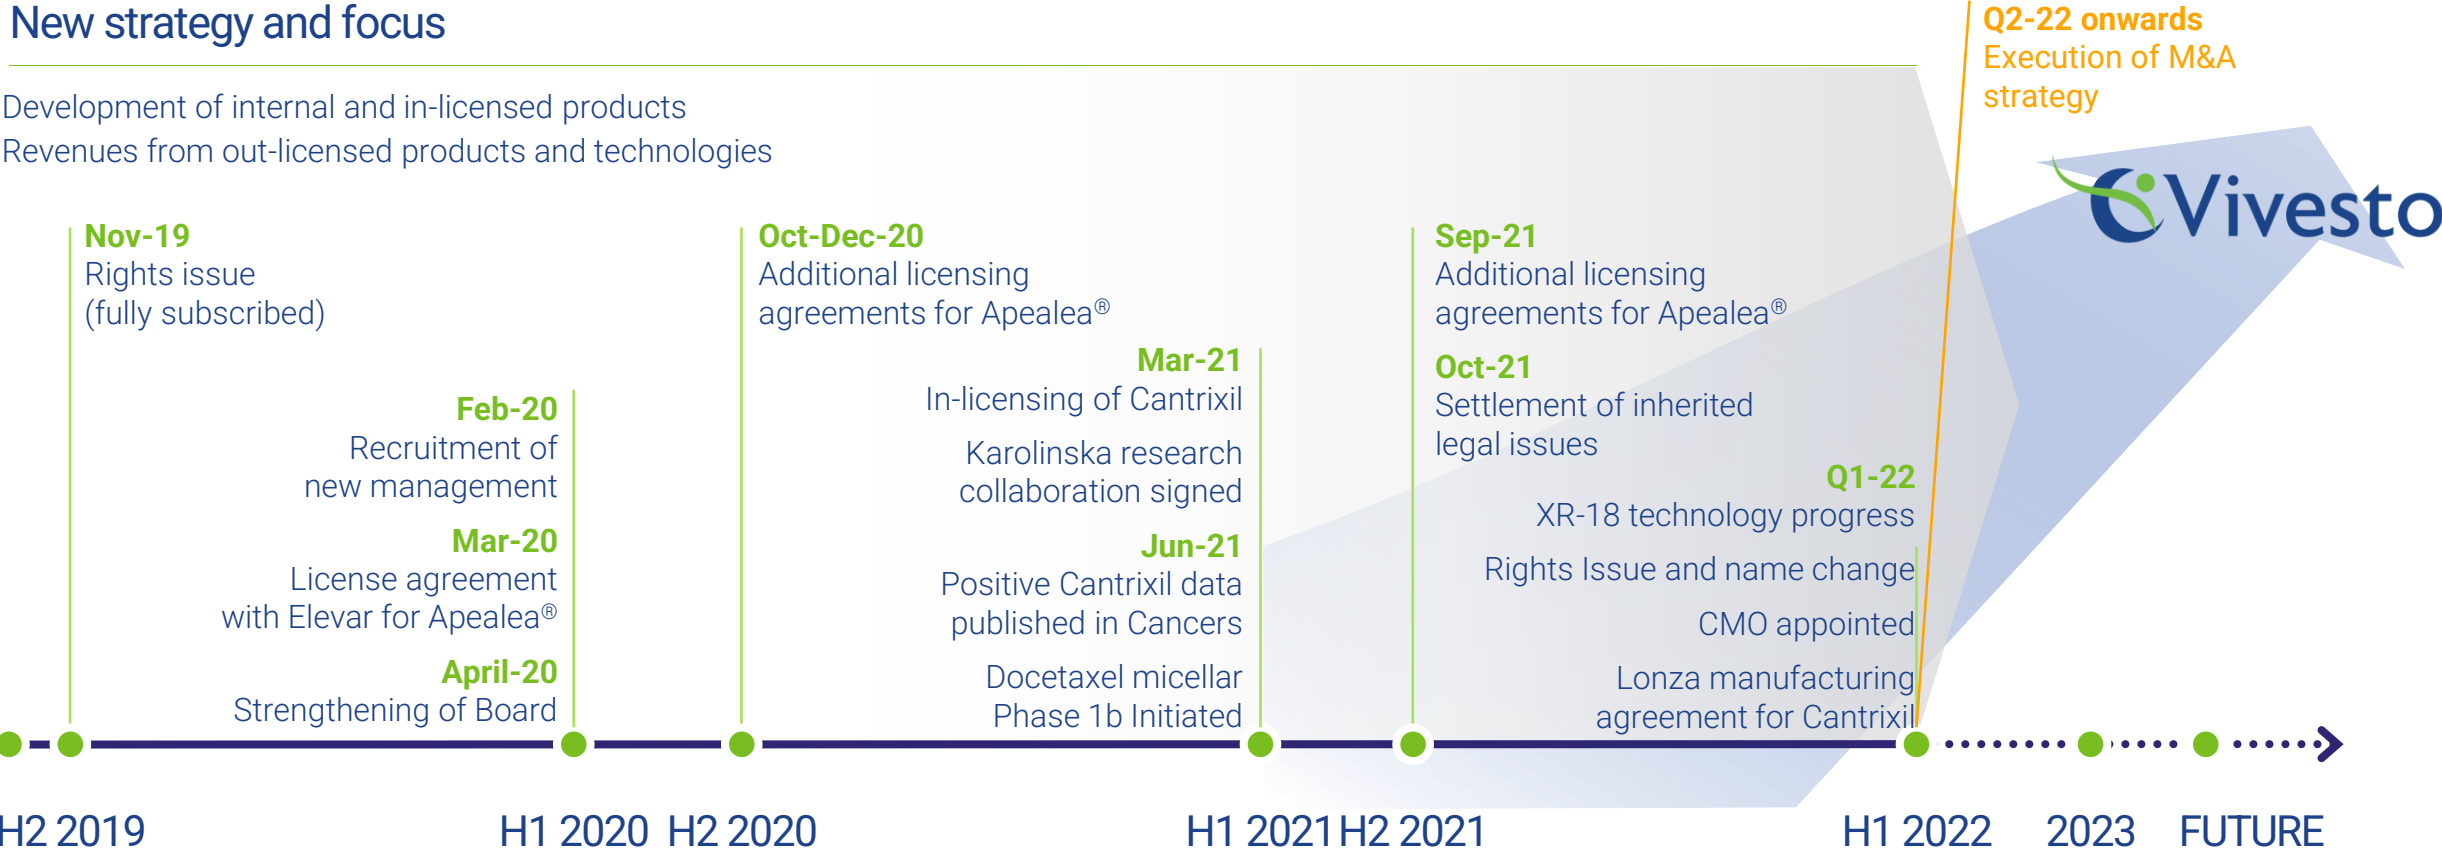 New strategy and focus
Development of internal and in-licensed products
Revenues from out-licensed products and technologies
Q2-22 onwards
Execution of M&A
strategy
Vivesto
Nov-19
Rights issue
(fully subscribed)
Feb-20
Recruitment of
new management
Mar-20
License agreement
with Elevar for Apealea®
April-20
Strengthening of Board
Oct-Dec-20
Additional licensing
agreements for Apealea®
Mar-21
In-licensing of Cantrixil
Karolinska research
collaboration signed
Jun-21
Positive Cantrixil data
published in Cancers
Docetaxel micellar
Phase 1b Initiated
Sep-21
Additional licensing
agreements for Apealea®
Oct-21
Settlement of inherited
legal issues
Q1-22
XR-18 technology progress
Rights Issue and name change
CMO appointed
Lonza manufacturing
agreement for Cantrixil
H2 2019
H1 2020
H2 2020
H1 2021
H2 2021
H1 2022
2023
FUTURE